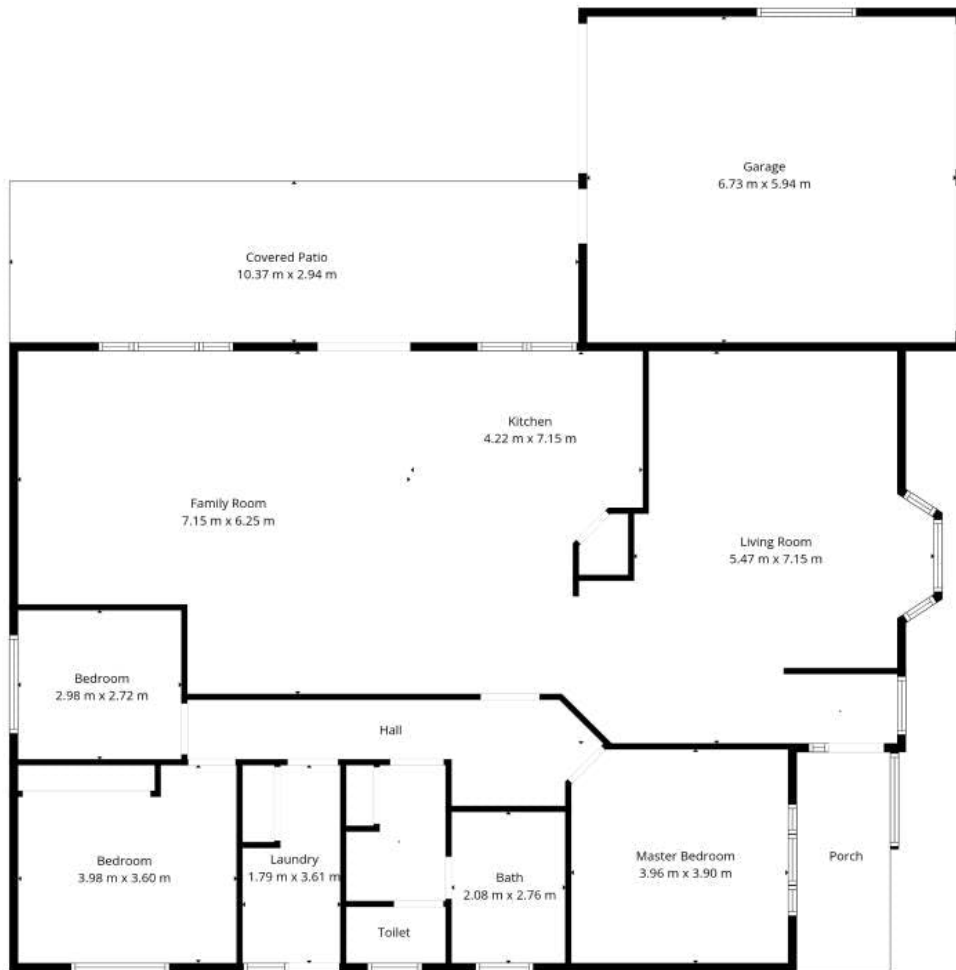 Garage
6.73 m x 5.94 m
Covered Patio
10.37 m x 2.94 m
Kitchen
4.22 m x 7.15 m
Family Room
7.15 m x 6.25 m
Living Room
5.47 m x 7.15 m
Bedroom
2.98 m x 2.72 m
Hall
Bedroom
3.98 m x 3.60 m
Laundry
1.79 m x 3.61 m
Bath
2.08 m x 2.76 m
Master Bedroom
3.96 m x 3.90 m
Porch
Toilet